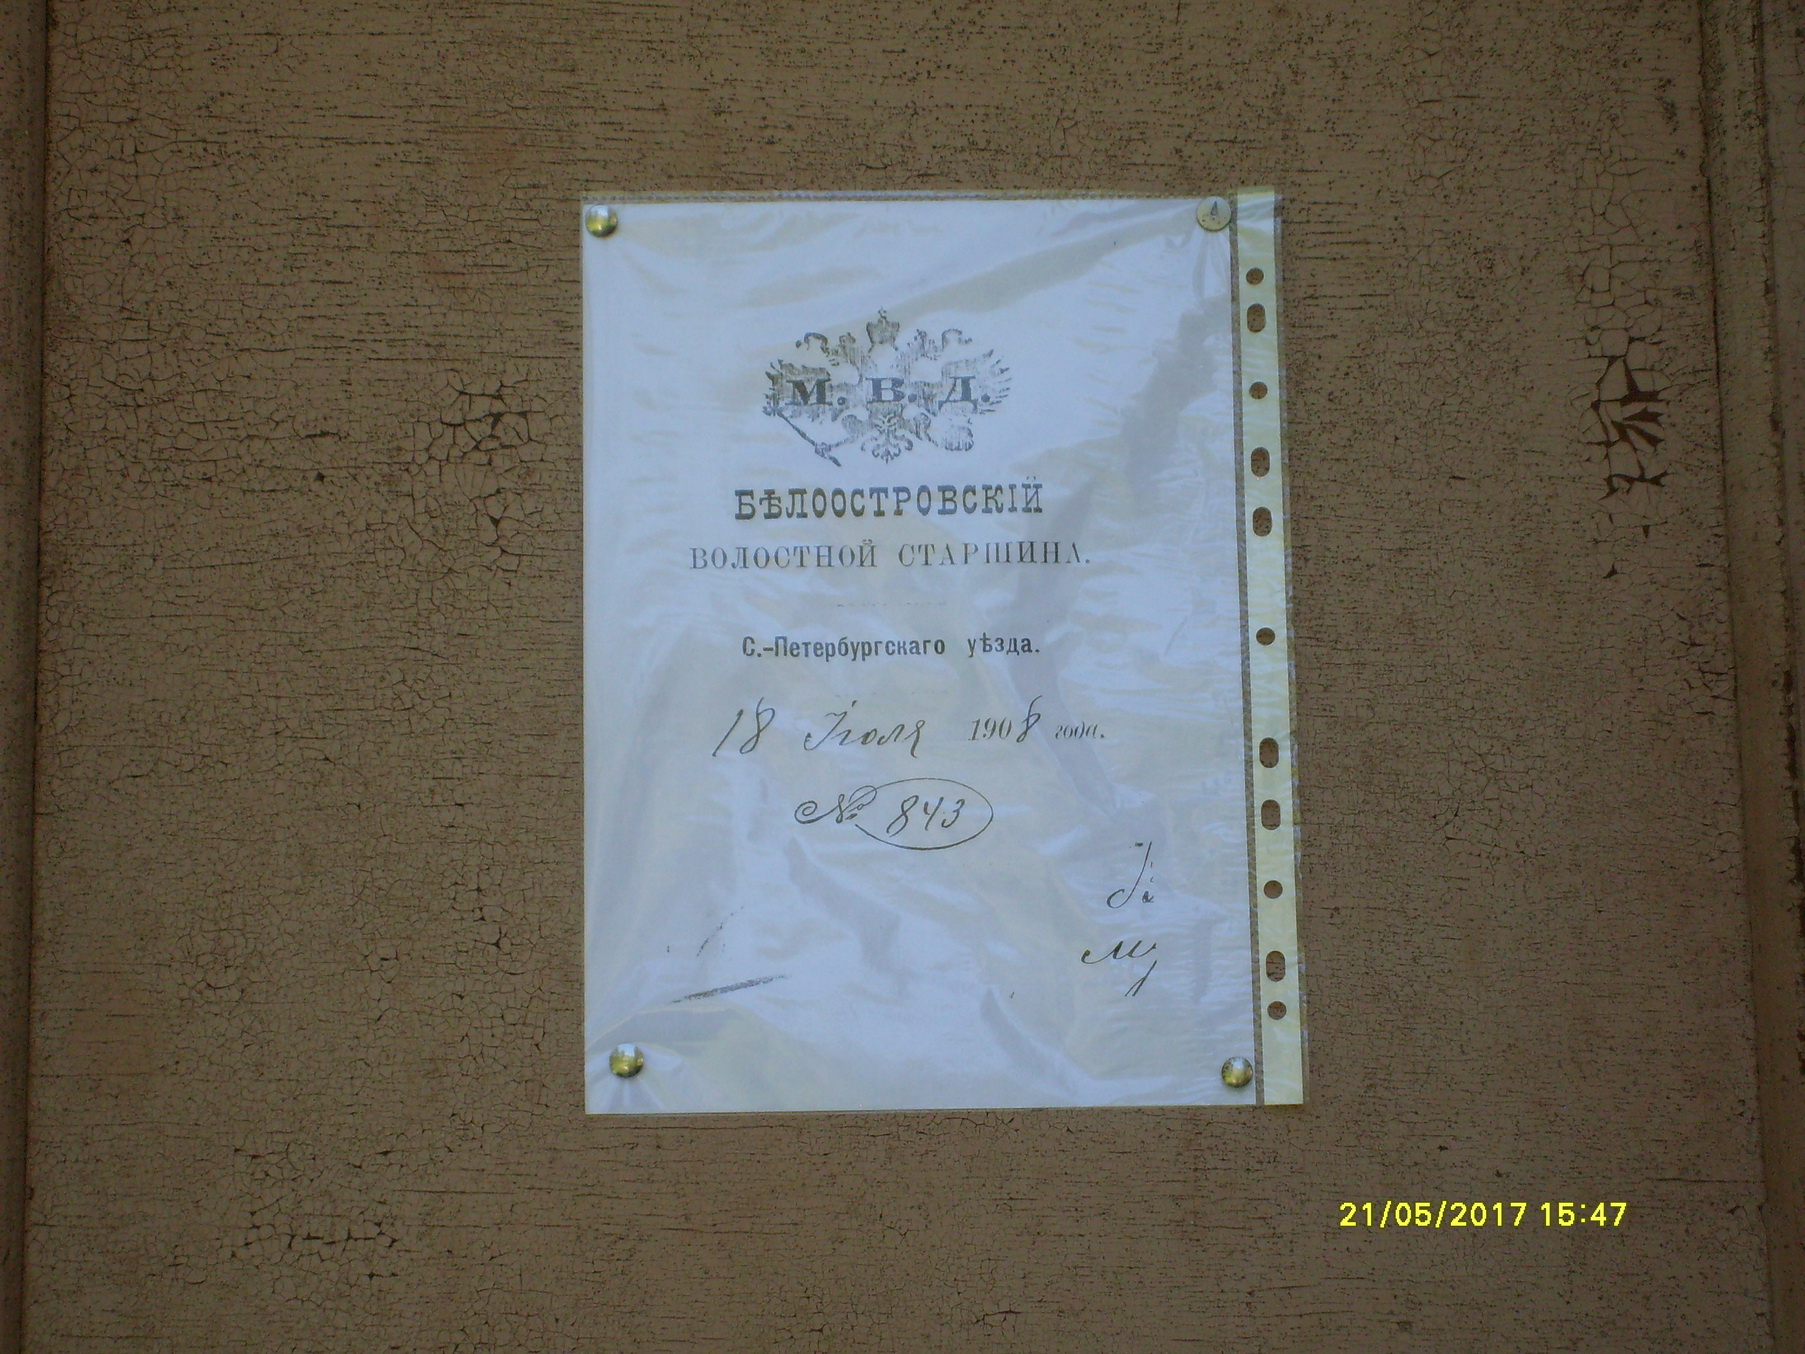 М. В. Д.
БѢЛООСТРОВСКІЙ
ВОЛОСТНОЙ СТАРШИНА.
С.-Петербургскаго уѣзда.
18 Іюля 1908 года.
№ 843
21/05/2017 15:47